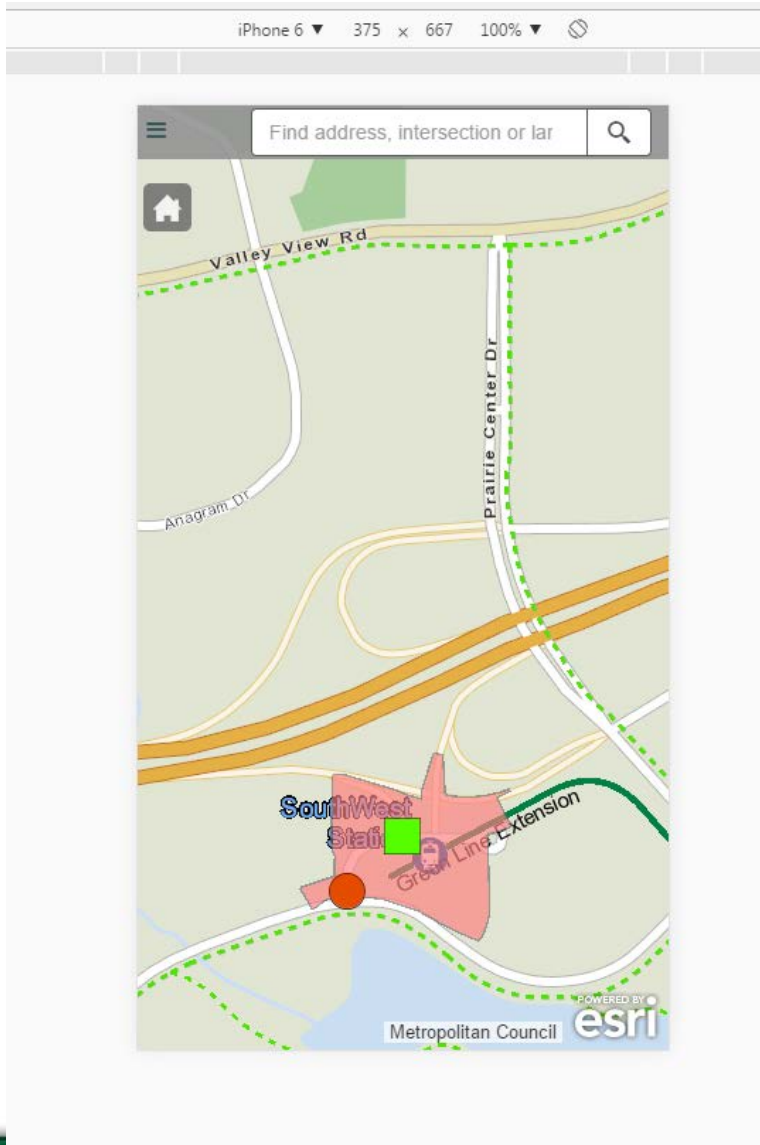 iPhone 6 ▼ 375 × 667 100% ▼
Find address, intersection or lar
Valley View Rd
Prairie Center Dr
Anagram Dr
SouthWest
Station
Green Line Extension
POWERED BY
esri
Metropolitan Council